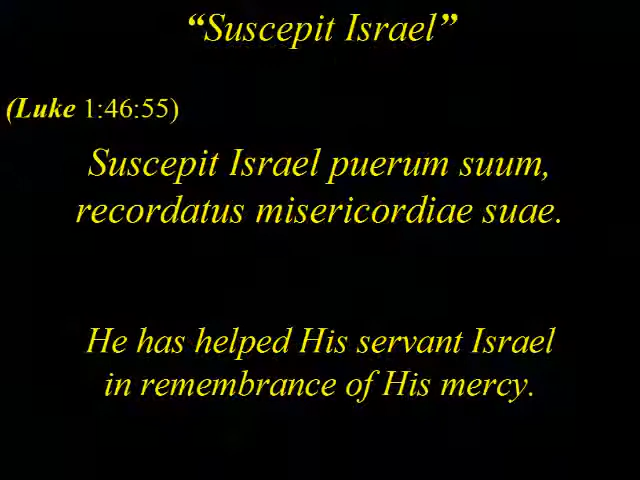 “Suscepit Israel”
(Luke 1:46:55)
Suscepit Israel puerum suum,
recordatus misericordiae suae.
He has helped His servant Israel
in remembrance of His mercy.